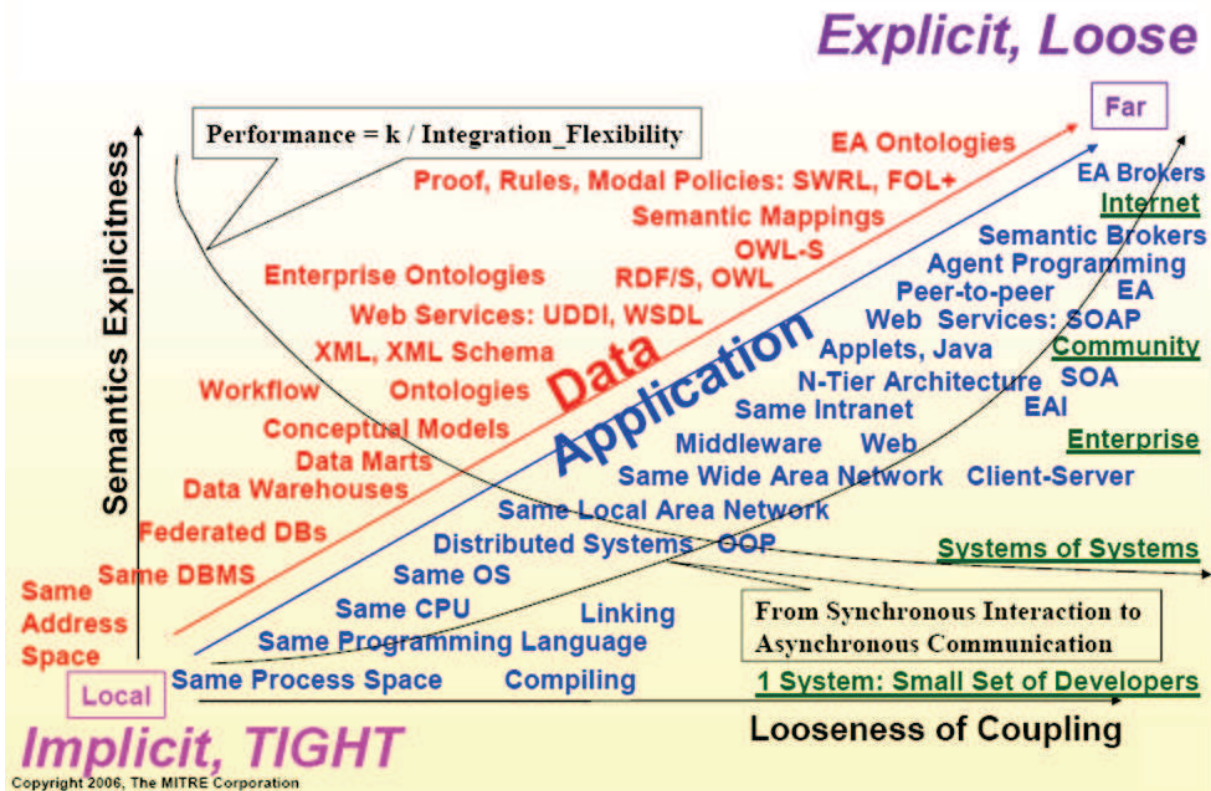 Explicit, Loose
Far
Performance = k / Integration_Flexibility
EA Ontologies
Proof, Rules, Modal Policies: SWRL, FOL+
EA Brokers
Internet
Semantic Mappings
Semantic Brokers
OWL-S
Agent Programming
Enterprise Ontologies
RDF/S, OWL
Peer-to-peer
EA
Web Services: UDDI, WSDL
Web Services: SOAP
XML, XML Schema
Applets, Java
Community
Workflow
Ontologies
N-Tier Architecture
SOA
Same Intranet
EAI
Conceptual Models
Middleware
Web
Enterprise
Data Marts
Same Wide Area Network
Client-Server
Data Warehouses
Same Local Area Network
Federated DBs
Distributed Systems
OOP
Systems of Systems
Same DBMS
Same OS
Same
Address
Space
Same CPU
Linking
From Synchronous Interaction to
Asynchronous Communication
Same Programming Language
Local
Same Process Space
Compiling
1 System: Small Set of Developers
Data
Application
Semantics Explicitness
Looseness of Coupling
Implicit, TIGHT
Copyright 2006, The MITRE Corporation